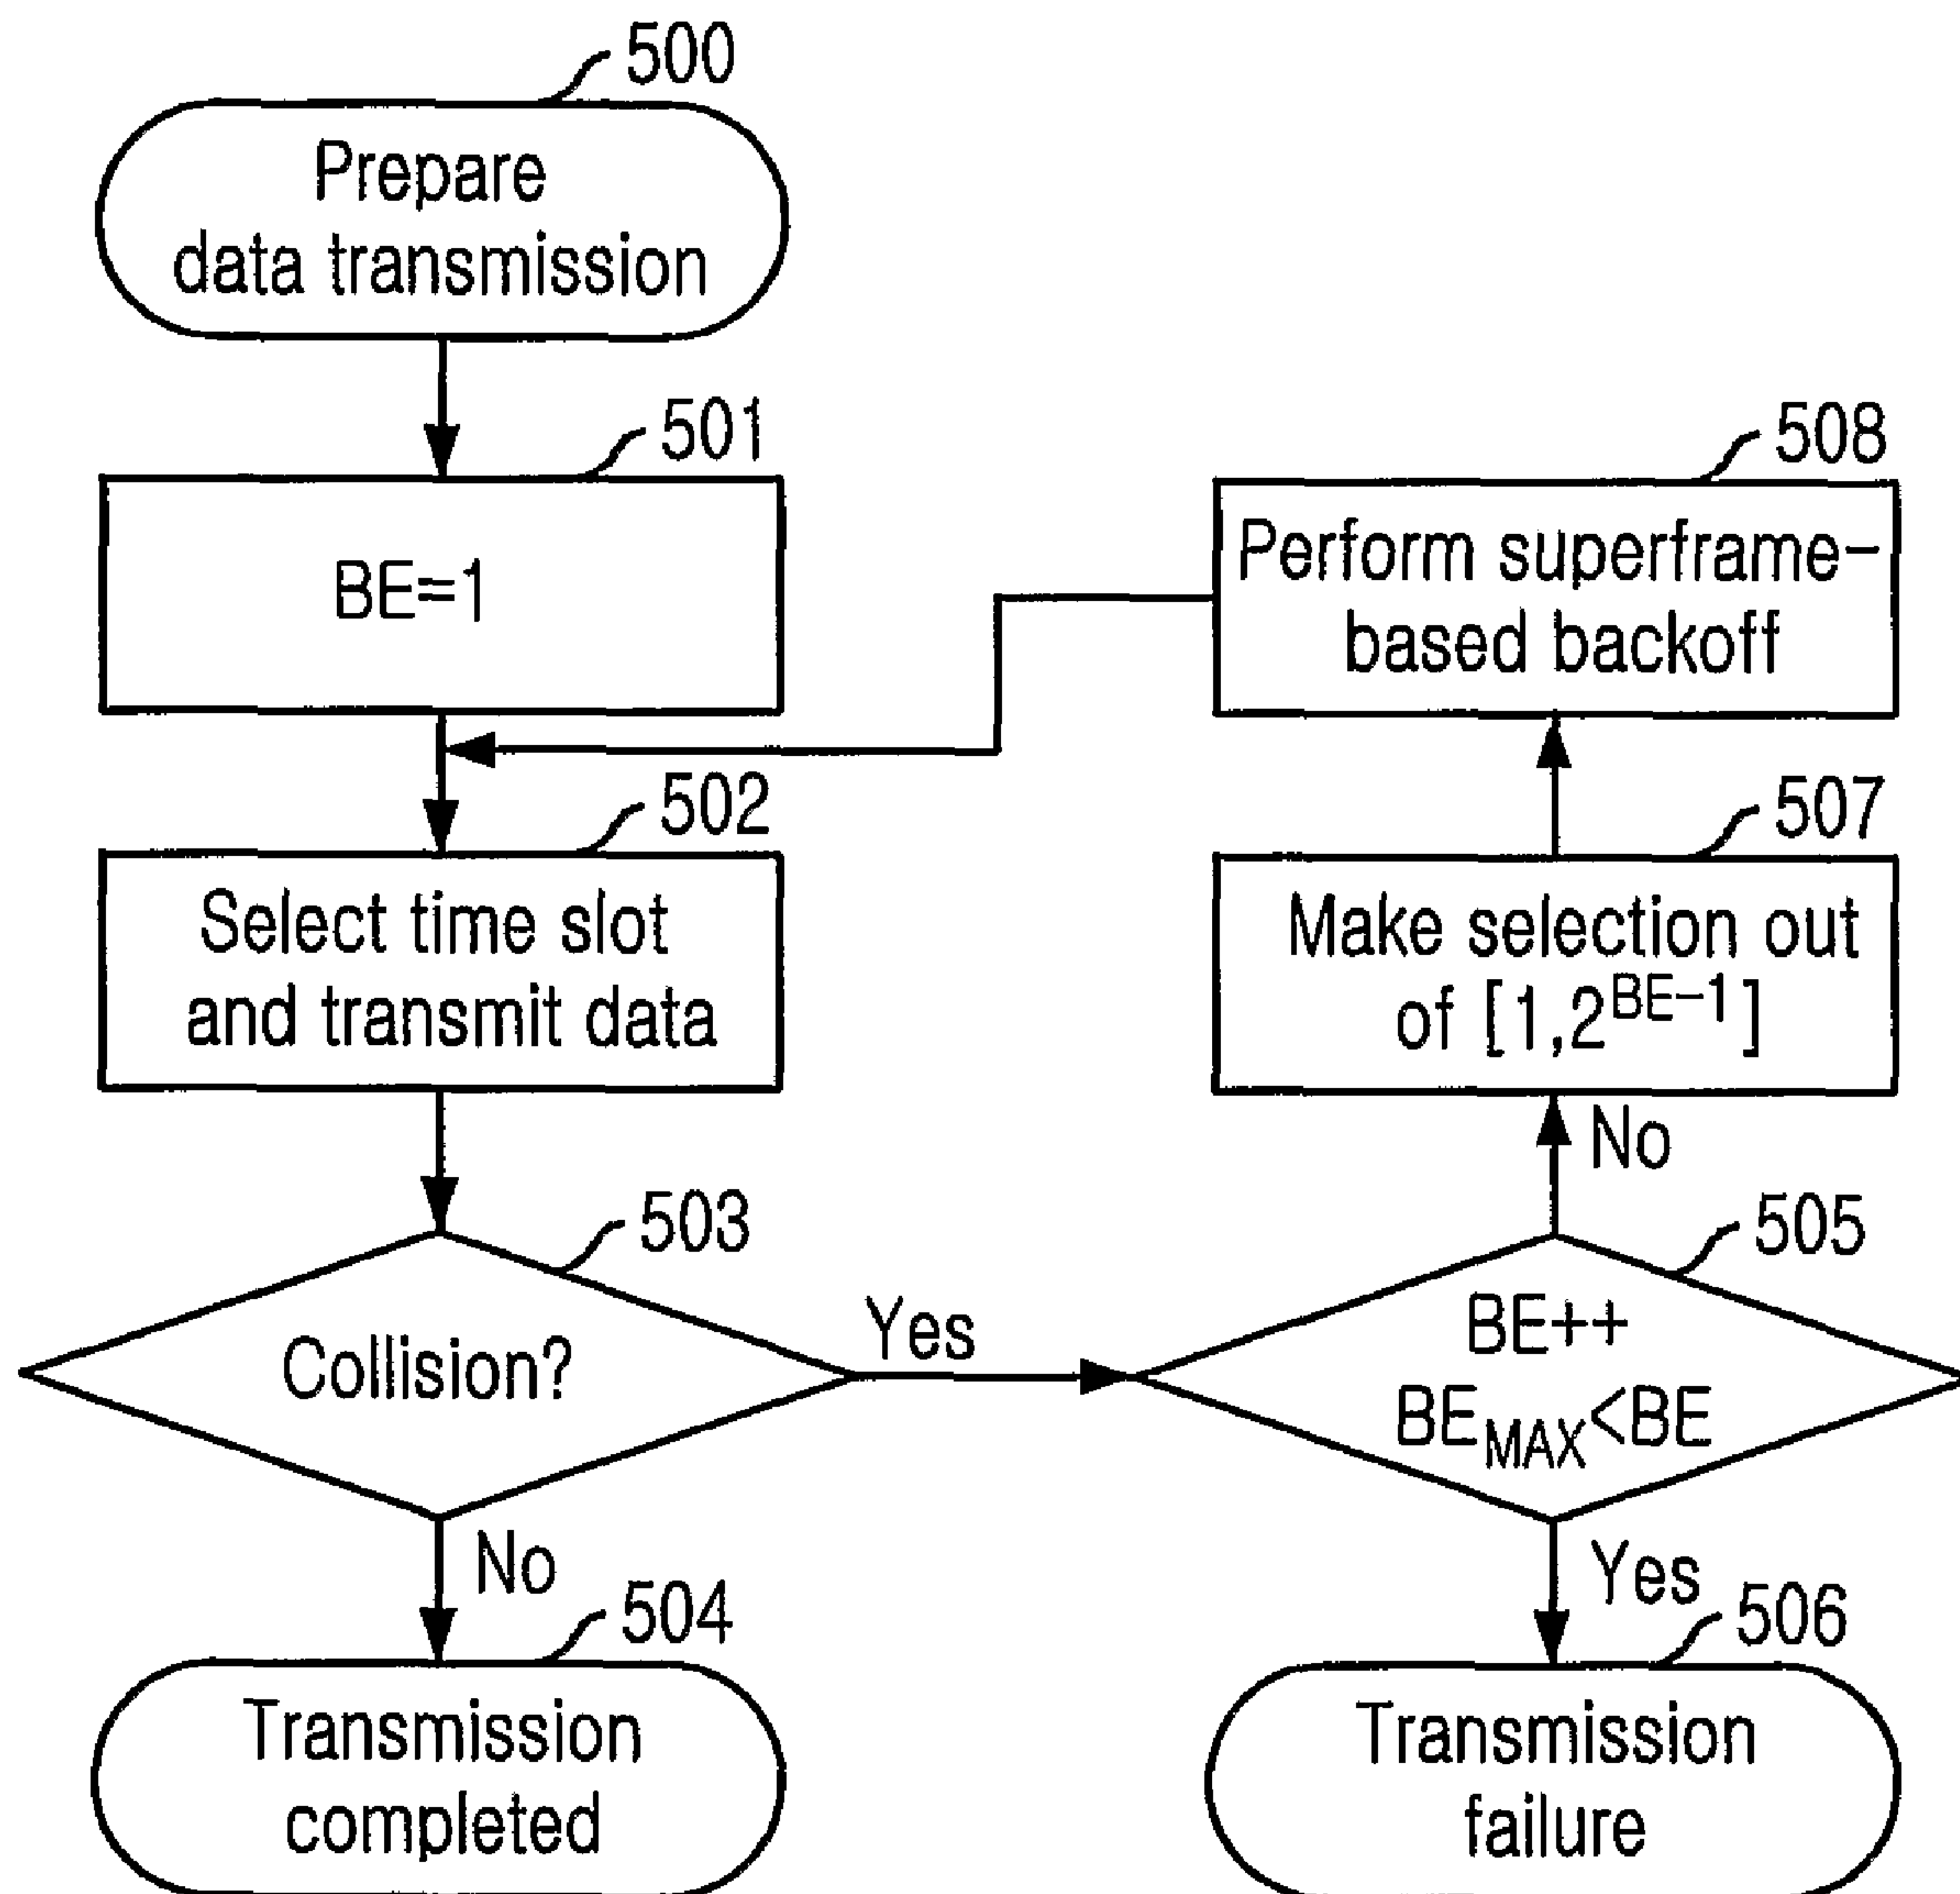 500
Prepare
data transmission
501
BE=1
502
Select time slot
and transmit data
503
Collision?
Yes
No
504
Transmission
completed
505
BE++
BE_MAX<BE
No
Yes
506
Transmission
failure
507
Make selection out
of [1,2^BE-1]
508
Perform superframe-
based backoff